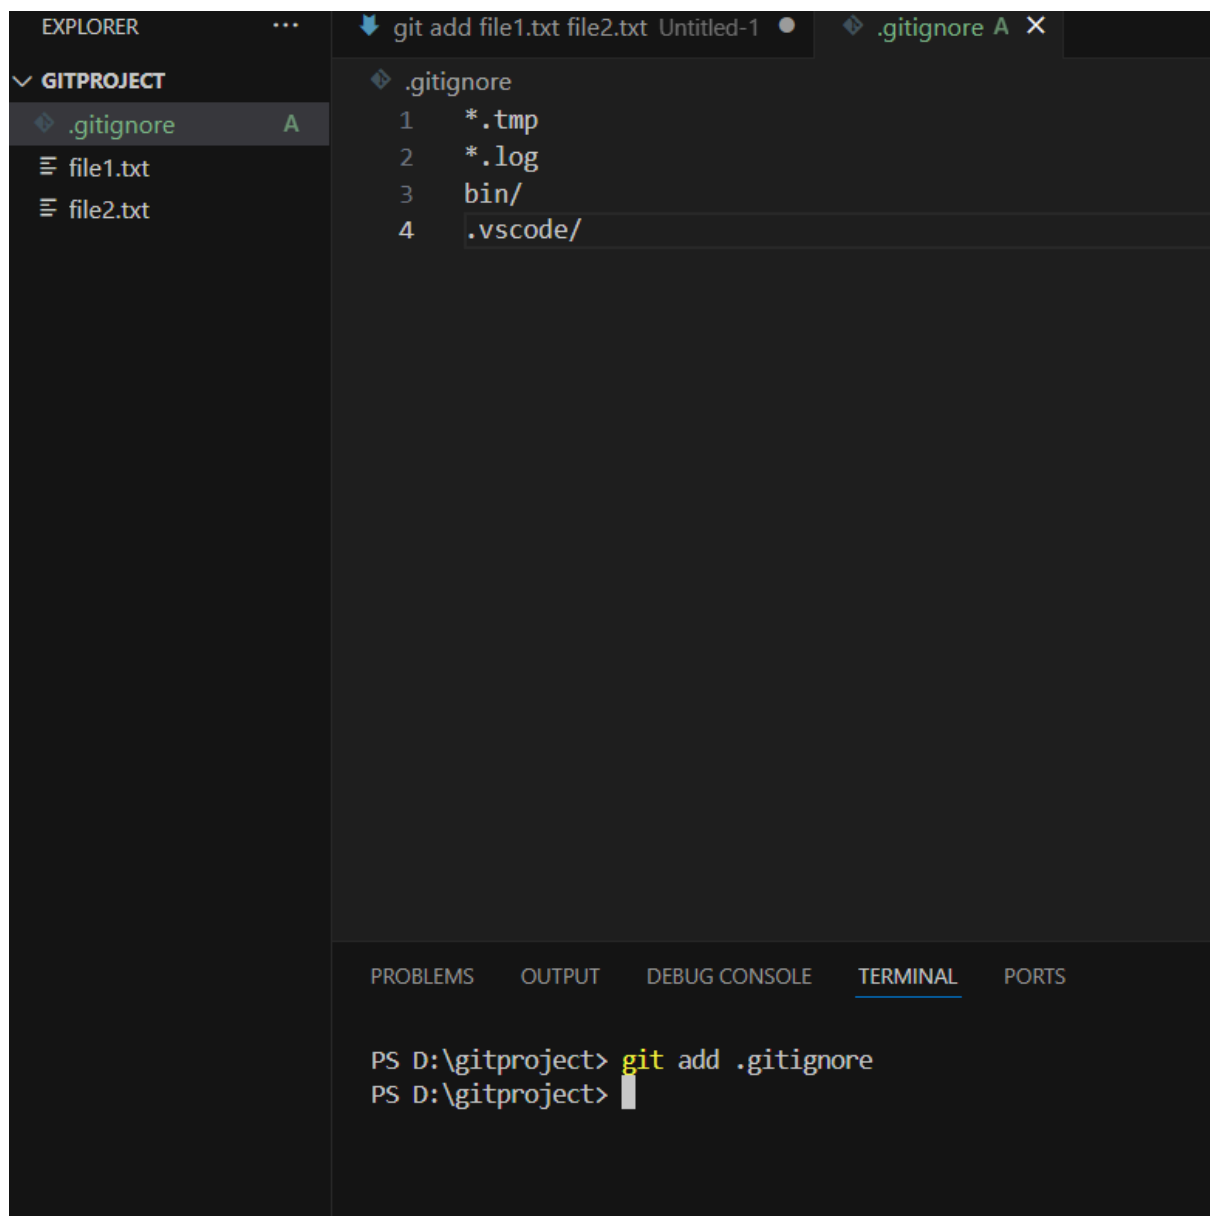 EXPLORER ···
git add file1.txt file2.txt Untitled-1 ● .gitignore A ×
GITPROJECT
.gitignore A
file1.txt
file2.txt
.gitignore
1 *.tmp
2 *.log
3 bin/
4 .vscode/
PROBLEMS OUTPUT DEBUG CONSOLE TERMINAL PORTS
PS D:\gitproject> git add .gitignore
PS D:\gitproject>